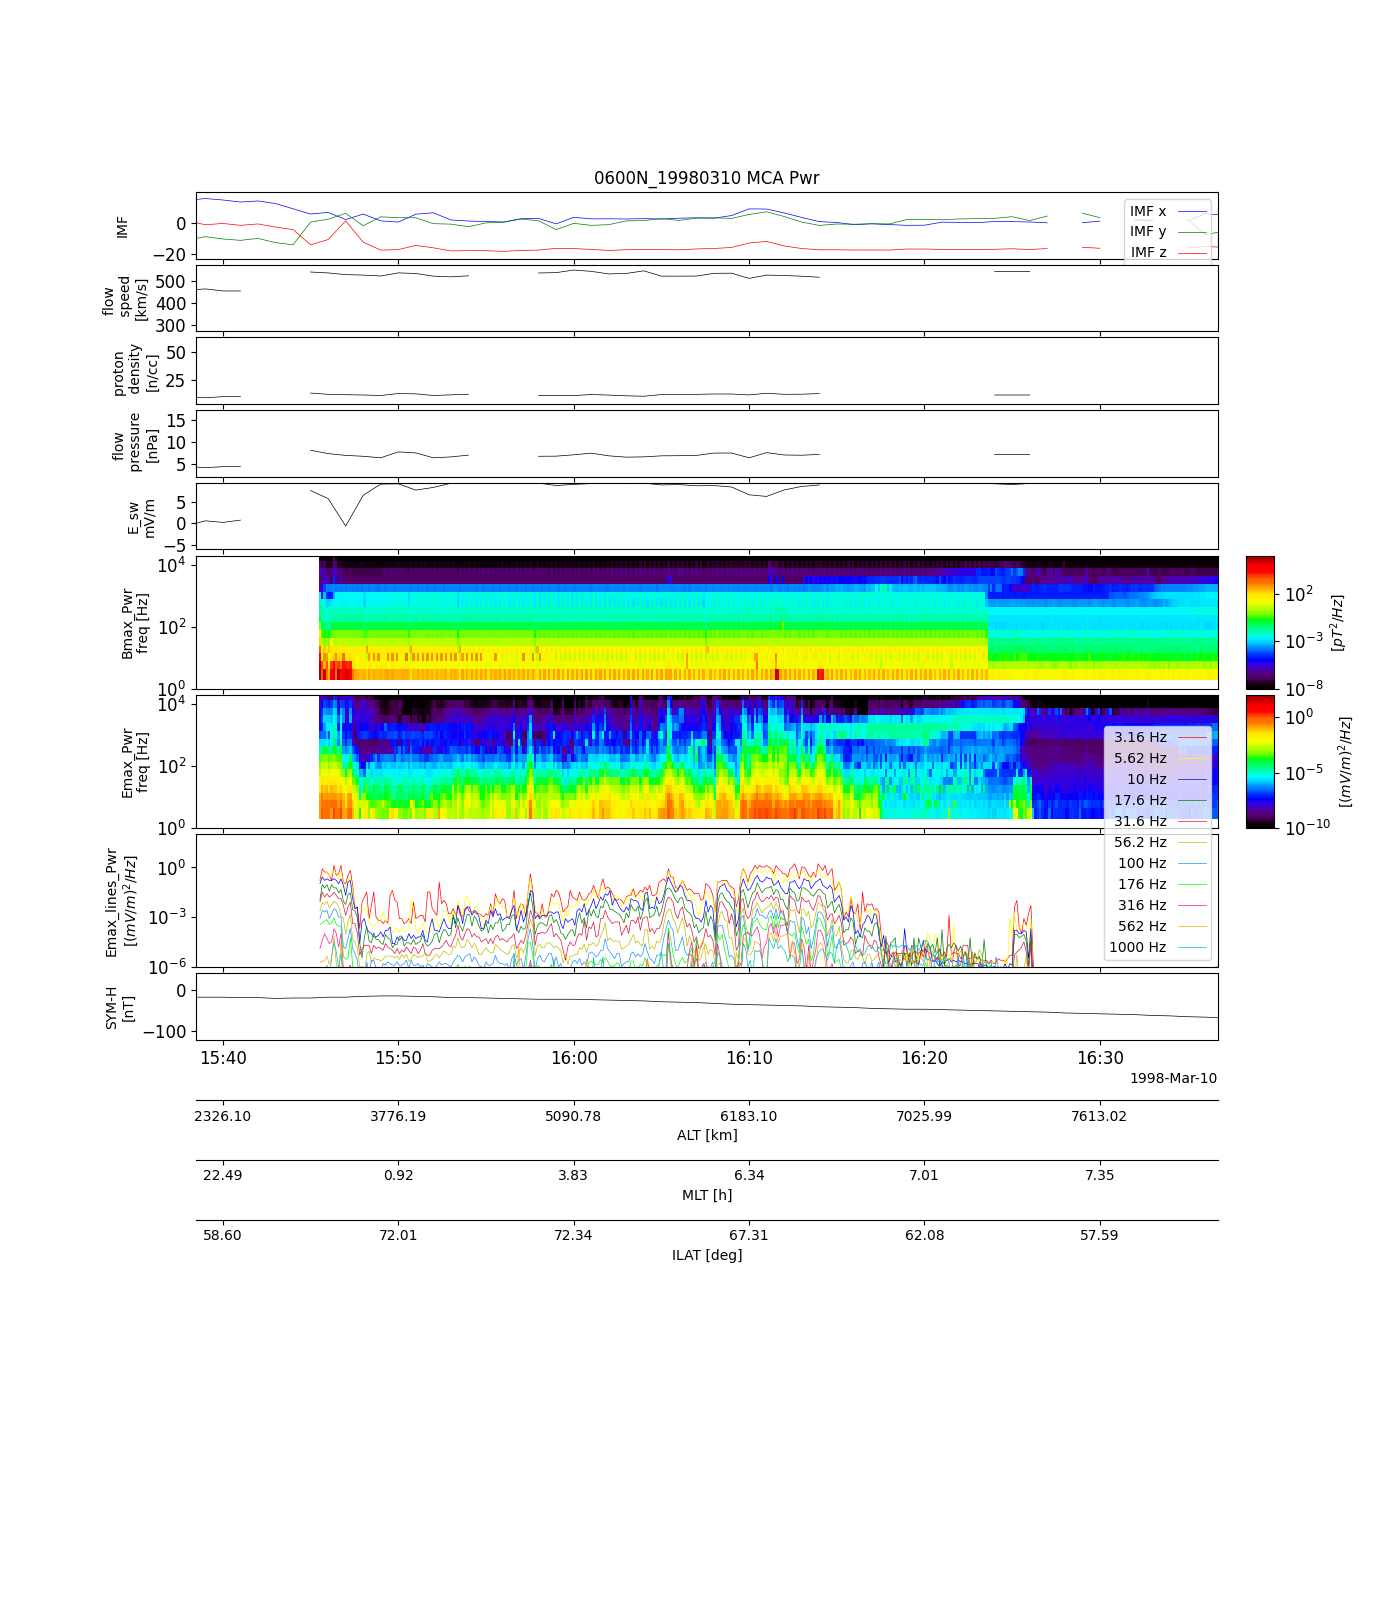 0600N_19980310 MCA Pwr
IMF
0
−20
IMF x
IMF y
IMF z
flow
speed
[km/s]
500
400
300
proton
density
[n/cc]
50
25
flow
pressure
[nPa]
15
10
5
E_sw
mV/m
5
0
−5
Bmax_Pwr
freq [Hz]
10^4
10^2
10^0
10^2
10^−3
10^−8
[pT^2/Hz]
Emax_Pwr
freq [Hz]
10^4
10^2
10^0
10^0
10^−5
10^−10
[(mV/m)^2/Hz]
3.16 Hz
5.62 Hz
10 Hz
17.6 Hz
31.6 Hz
56.2 Hz
100 Hz
176 Hz
316 Hz
562 Hz
1000 Hz
Emax_lines_Pwr
[(mV/m)^2/Hz]
10^0
10^−3
10^−6
SYM-H
[nT]
0
−100
15:40 15:50 16:00 16:10 16:20 16:30
1998-Mar-10
2326.10 3776.19 5090.78 6183.10 7025.99 7613.02
ALT [km]
22.49 0.92 3.83 6.34 7.01 7.35
MLT [h]
58.60 72.01 72.34 67.31 62.08 57.59
ILAT [deg]